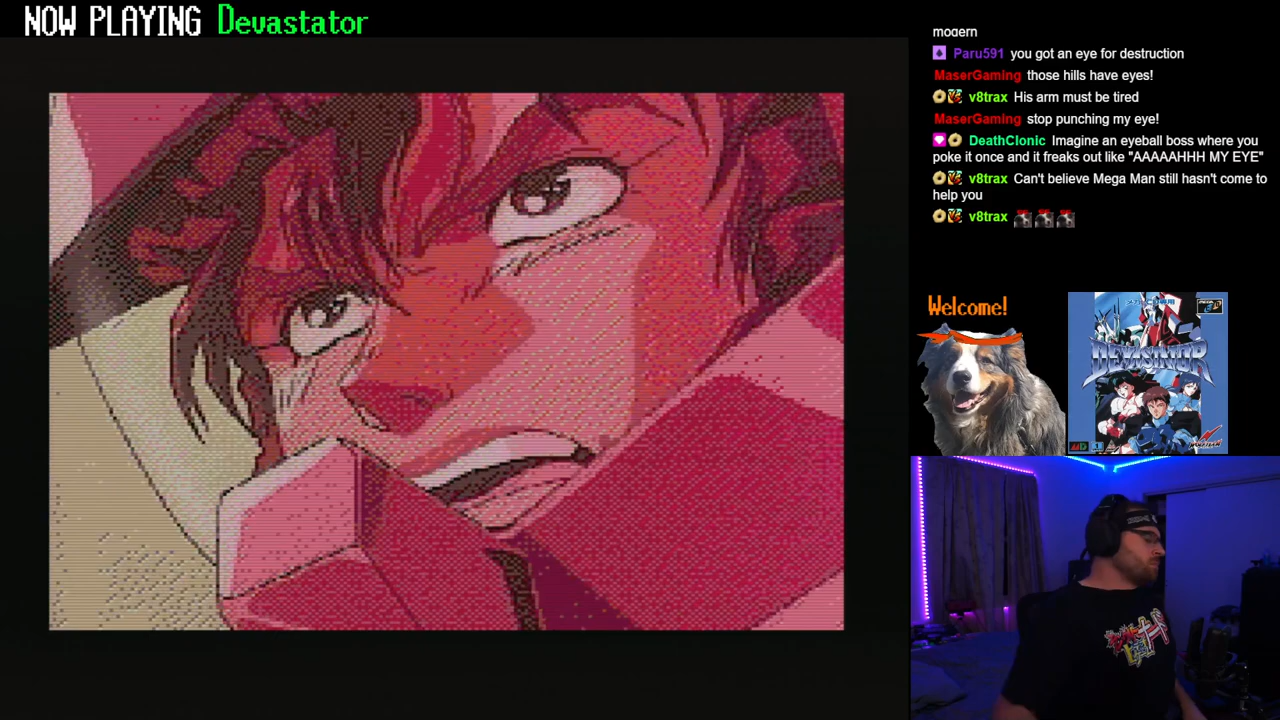 NOW PLAYING Devastator
modern
Paru591 you got an eye for destruction
MaserGaming those hills have eyes!
v8trax His arm must be tired
MaserGaming stop punching my eye!
DeathClonic Imagine an eyeball boss where you
poke it once and it freaks out like "AAAAAHHH MY EYE"
v8trax Can't believe Mega Man still hasn't come to
help you
v8trax
Welcome!
DEVASTATOR